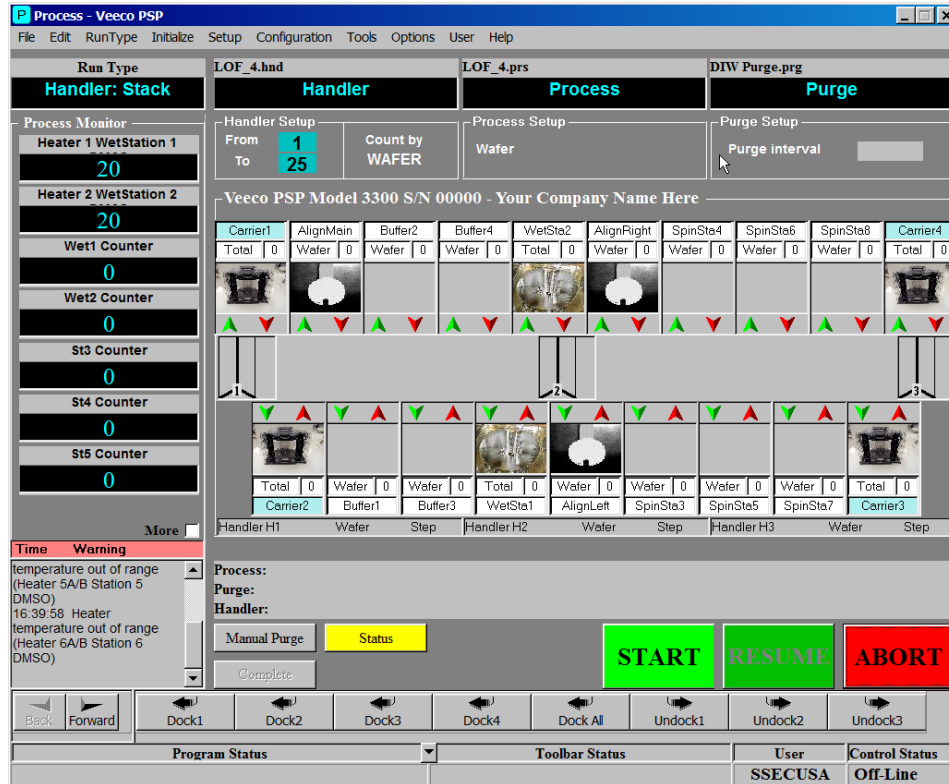 Process - Veeco PSP
File Edit RunType Initialize Setup Configuration Tools Options User Help
Run Type
Handler: Stack
LOF_4.hnd
Handler
LOF_4.prs
Process
DIW Purge.prg
Purge
Process Monitor
Heater 1 WetStation 1
20
Heater 2 WetStation 2
20
Wet1 Counter
0
Wet2 Counter
0
St3 Counter
0
St4 Counter
0
St5 Counter
0
More
Handler Setup
From 1
To 25
Count by
WAFER
Process Setup
Wafer
Purge Setup
Purge interval
Veeco PSP Model 3300 S/N 00000 - Your Company Name Here
Carrier1 AlignMain Buffer2 Buffer4 WetSta2 AlignRight SpinSta4 SpinSta6 SpinSta8 Carrier4
Total 0 Wafer 0 Wafer 0 Wafer 0 Total 0 Wafer 0 Wafer 0 Wafer 0 Wafer 0 Total 0
1 2 3
Total 0 Wafer 0 Wafer 0 Total 0 Wafer 0 Wafer 0 Wafer 0 Wafer 0 Total 0
Carrier2 Buffer1 Buffer3 WetSta1 AlignLeft SpinSta3 SpinSta5 SpinSta7 Carrier3
Handler H1 Wafer Step Handler H2 Wafer Step Handler H3 Wafer Step
Time Warning
temperature out of range
(Heater 5A/B Station 5
DMSO)
16:39:58 Heater
temperature out of range
(Heater 6A/B Station 6
DMSO)
Process:
Purge:
Handler:
Manual Purge
Status
Complete
START
RESUME
ABORT
Back Forward Dock1 Dock2 Dock3 Dock4 Dock All Undock1 Undock2 Undock3
Program Status Toolbar Status User Control Status
SSECUSA Off-Line